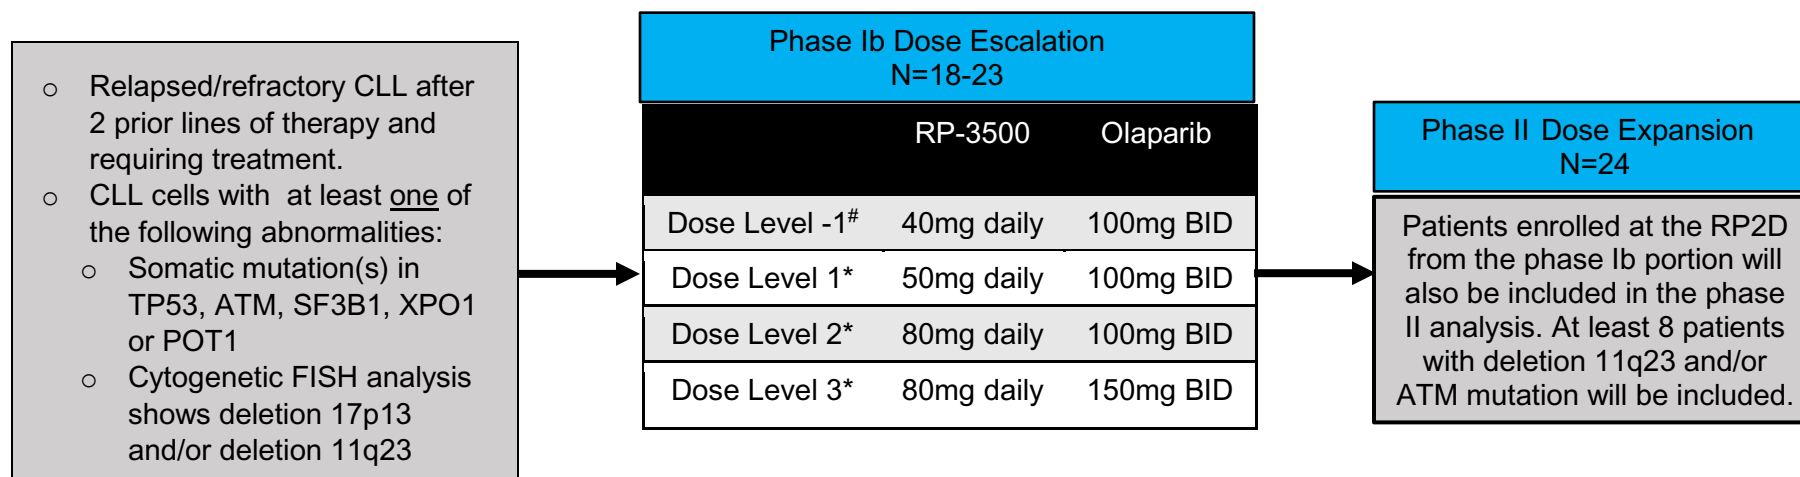 o Relapsed/refractory CLL after
2 prior lines of therapy and
requiring treatment.
o CLL cells with at least one of
the following abnormalities:
o Somatic mutation(s) in
TP53, ATM, SF3B1, XPO1
or POT1
o Cytogenetic FISH analysis
shows deletion 17p13
and/or deletion 11q23
Phase Ib Dose Escalation
N=18-23
RP-3500 Olaparib
Dose Level -1# 40mg daily 100mg BID
Dose Level 1* 50mg daily 100mg BID
Dose Level 2* 80mg daily 100mg BID
Dose Level 3* 80mg daily 150mg BID
Phase II Dose Expansion
N=24
Patients enrolled at the RP2D
from the phase Ib portion will
also be included in the phase
II analysis. At least 8 patients
with deletion 11q23 and/or
ATM mutation will be included.